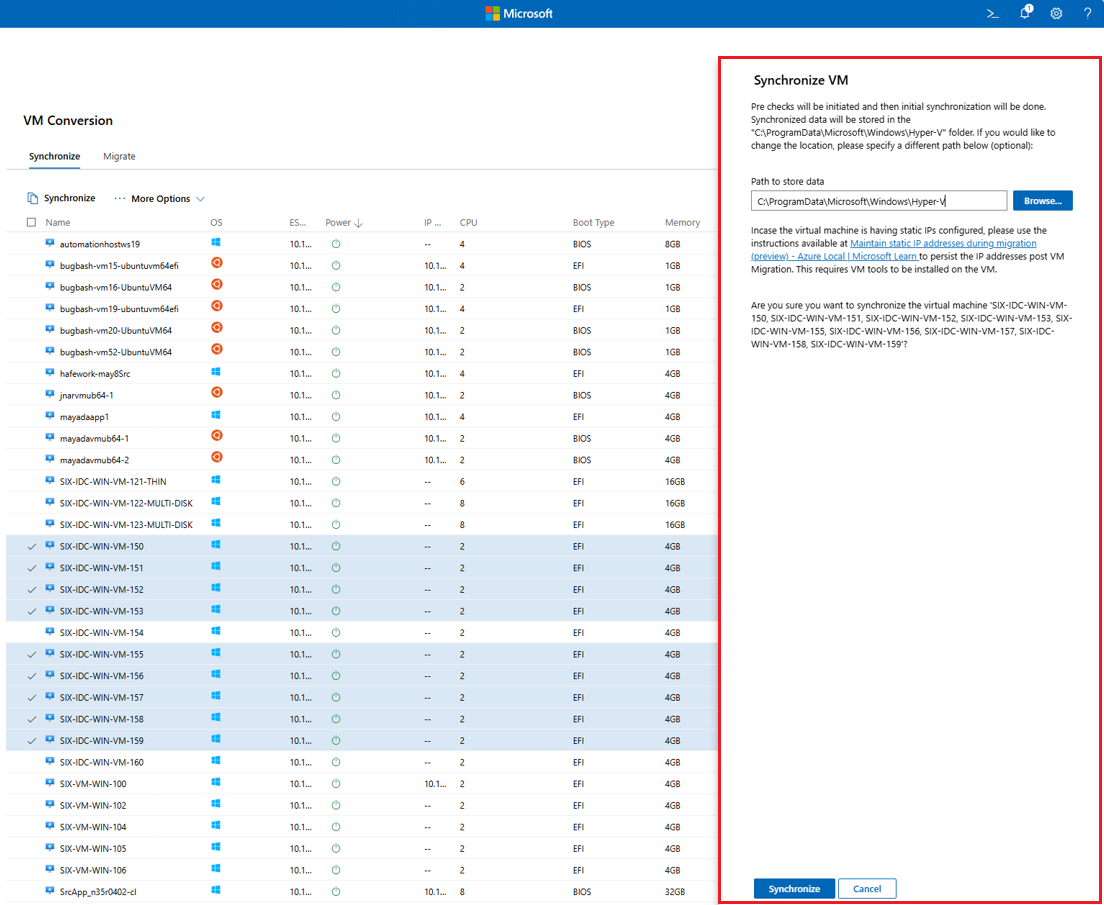 Microsoft
1
VM Conversion
Synchronize Migrate
Synchronize ··· More Options
Name OS ES... Power IP ... CPU Boot Type Memory
automationhostws19 10.1... -- 4 BIOS 8GB
bugbash-vm15-ubuntuvm64efi 10.1... 10.1... 4 EFI 1GB
bugbash-vm16-UbuntuVM64 10.1... 10.1... 2 BIOS 1GB
bugbash-vm19-ubuntuvm64efi 10.1... 10.1... 4 EFI 1GB
bugbash-vm20-UbuntuVM64 10.1... 10.1... 2 BIOS 1GB
bugbash-vm52-UbuntuVM64 10.1... 10.1... 2 BIOS 1GB
hafework-may8Src 10.1... 10.1... 4 EFI 4GB
jnarvmub64-1 10.1... 10.1... 2 BIOS 4GB
mayadaapp1 10.1... 10.1... 4 EFI 4GB
mayadavmub64-1 10.1... 10.1... 2 BIOS 4GB
mayadavmub64-2 10.1... 10.1... 2 BIOS 4GB
SIX-IDC-WIN-VM-121-THIN 10.1... -- 6 EFI 16GB
SIX-IDC-WIN-VM-122-MULTI-DISK 10.1... -- 8 EFI 16GB
SIX-IDC-WIN-VM-123-MULTI-DISK 10.1... -- 8 EFI 16GB
SIX-IDC-WIN-VM-150 10.1... -- 2 EFI 4GB
SIX-IDC-WIN-VM-151 10.1... -- 2 EFI 4GB
SIX-IDC-WIN-VM-152 10.1... -- 2 EFI 4GB
SIX-IDC-WIN-VM-153 10.1... -- 2 EFI 4GB
SIX-IDC-WIN-VM-154 10.1... -- 2 EFI 4GB
SIX-IDC-WIN-VM-155 10.1... -- 2 EFI 4GB
SIX-IDC-WIN-VM-156 10.1... -- 2 EFI 4GB
SIX-IDC-WIN-VM-157 10.1... -- 2 EFI 4GB
SIX-IDC-WIN-VM-158 10.1... -- 2 EFI 4GB
SIX-IDC-WIN-VM-159 10.1... -- 2 EFI 4GB
SIX-IDC-WIN-VM-160 10.1... -- 2 EFI 4GB
SIX-VM-WIN-100 10.1... 10.1... 2 EFI 4GB
SIX-VM-WIN-102 10.1... -- 2 EFI 4GB
SIX-VM-WIN-104 10.1... -- 2 EFI 4GB
SIX-VM-WIN-105 10.1... -- 2 EFI 4GB
SIX-VM-WIN-106 10.1... -- 2 EFI 4GB
SrcApp_n35r0402-cl 10.1... 10.1... 8 BIOS 32GB
Synchronize VM
Pre checks will be initiated and then initial synchronization will be done.
Synchronized data will be stored in the
"C:\ProgramData\Microsoft\Windows\Hyper-V" folder. If you would like to
change the location, please specify a different path below (optional):
Path to store data
C:\ProgramData\Microsoft\Windows\Hyper-V Browse...
Incase the virtual machine is having static IPs configured, please use the
instructions available at Maintain static IP addresses during migration
(preview) - Azure Local | Microsoft Learn to persist the IP addresses post VM
Migration. This requires VM tools to be installed on the VM.
Are you sure you want to synchronize the virtual machine 'SIX-IDC-WIN-VM-
150, SIX-IDC-WIN-VM-151, SIX-IDC-WIN-VM-152, SIX-IDC-WIN-VM-153, SIX-
IDC-WIN-VM-155, SIX-IDC-WIN-VM-156, SIX-IDC-WIN-VM-157, SIX-IDC-
WIN-VM-158, SIX-IDC-WIN-VM-159'?
Synchronize Cancel